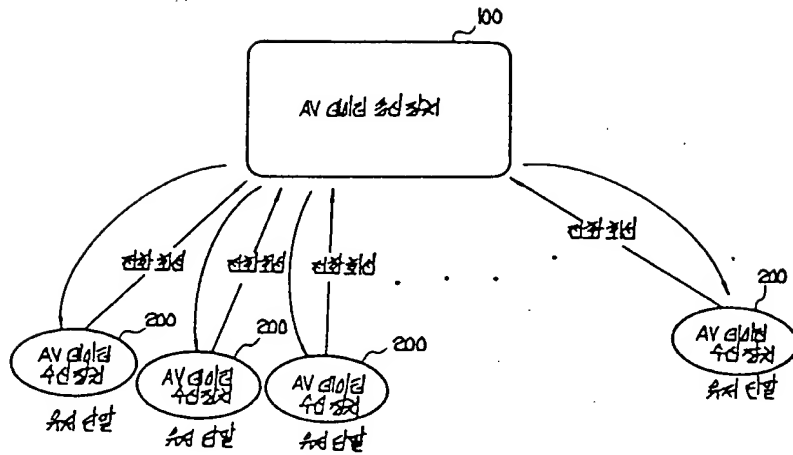 100
AV 데이터 송신 장치
전화 회선
전화 회선
전화 회선
전화 회선
200
AV 데이터
수신 장치
유저 단말
200
AV 데이터
수신 장치
유저 단말
200
AV 데이터
수신 장치
유저 단말
200
AV 데이터
수신 장치
유저 단말